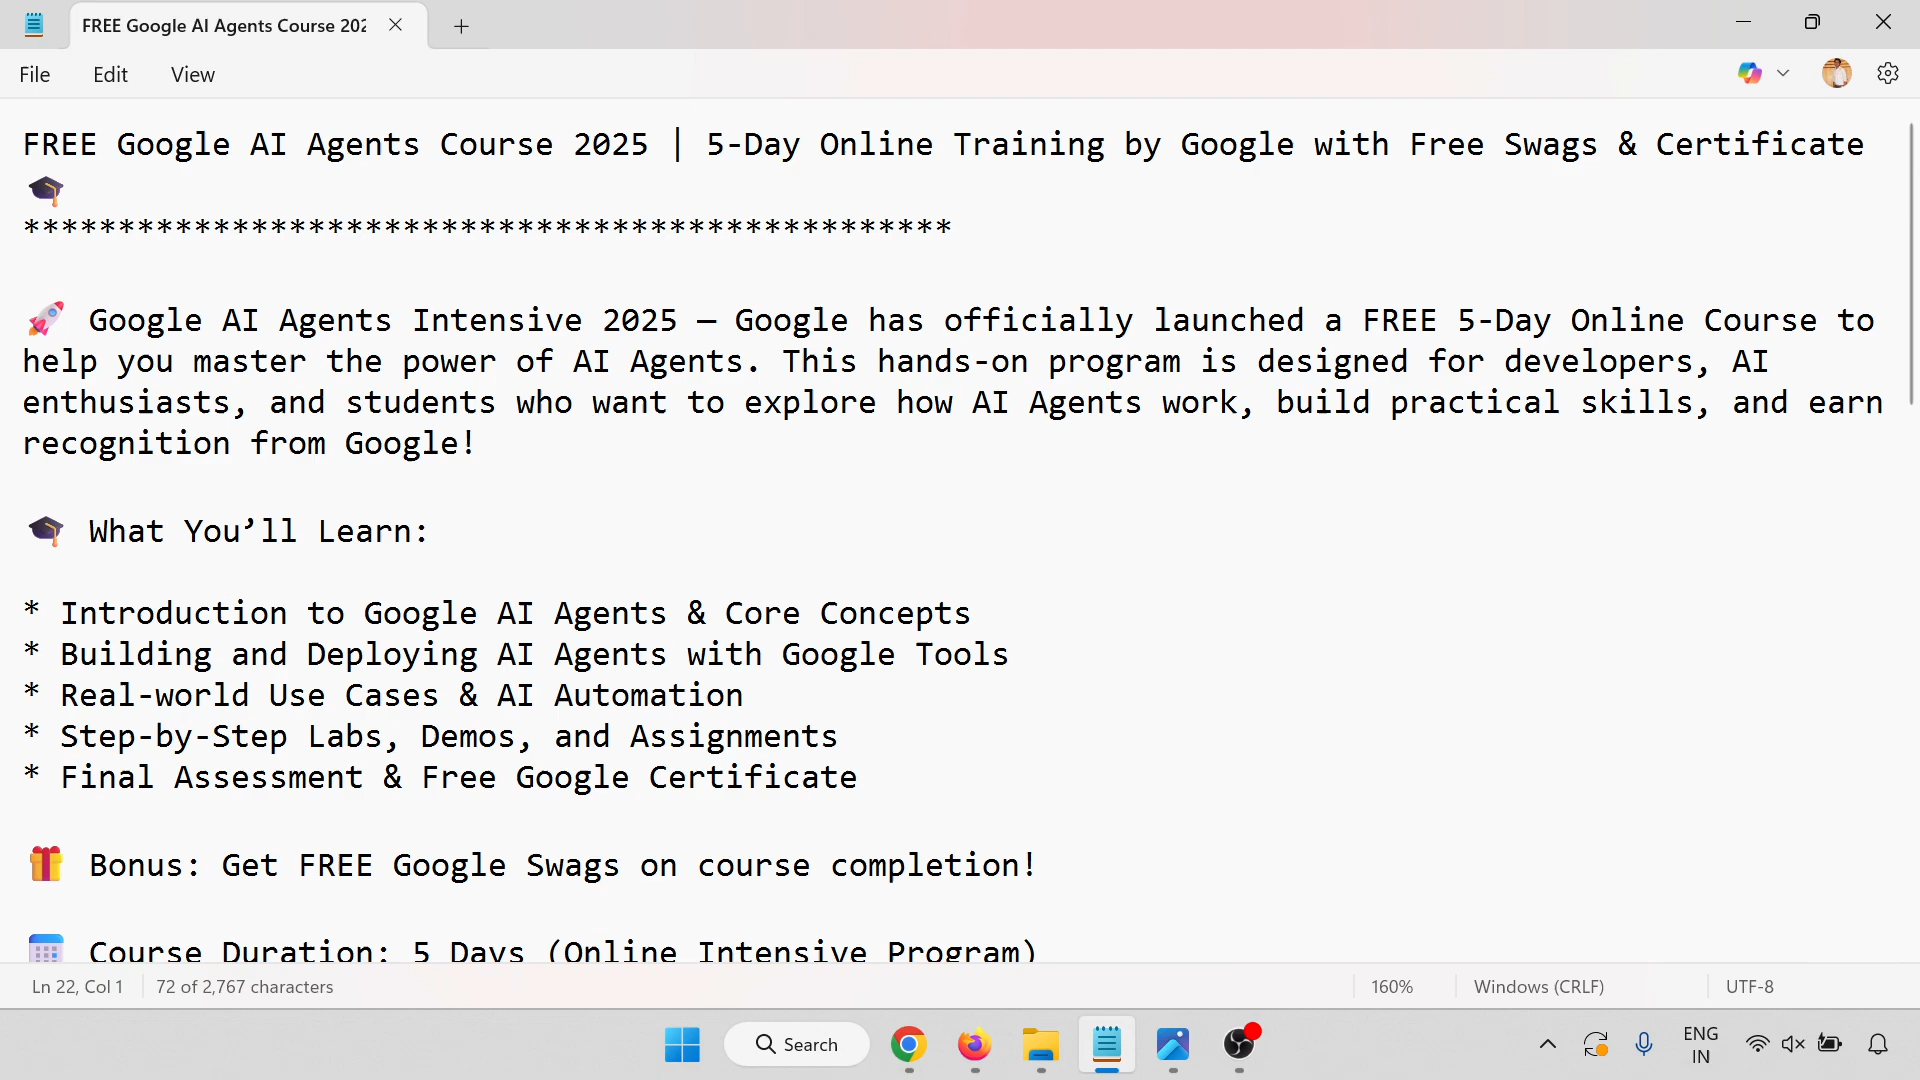 FREE Google AI Agents Course 202
File
Edit
View
FREE Google AI Agents Course 2025 | 5-Day Online Training by Google with Free Swags & Certificate
🎓
*************************************************
🚀 Google AI Agents Intensive 2025 — Google has officially launched a FREE 5-Day Online Course to
help you master the power of AI Agents. This hands-on program is designed for developers, AI
enthusiasts, and students who want to explore how AI Agents work, build practical skills, and earn
recognition from Google!
🎓 What You’ll Learn:
* Introduction to Google AI Agents & Core Concepts
* Building and Deploying AI Agents with Google Tools
* Real-world Use Cases & AI Automation
* Step-by-Step Labs, Demos, and Assignments
* Final Assessment & Free Google Certificate
🎁 Bonus: Get FREE Google Swags on course completion!
📅 Course Duration: 5 Days (Online Intensive Program)
Ln 22, Col 1
72 of 2,767 characters
160%
Windows (CRLF)
UTF-8
Search
ENG
IN